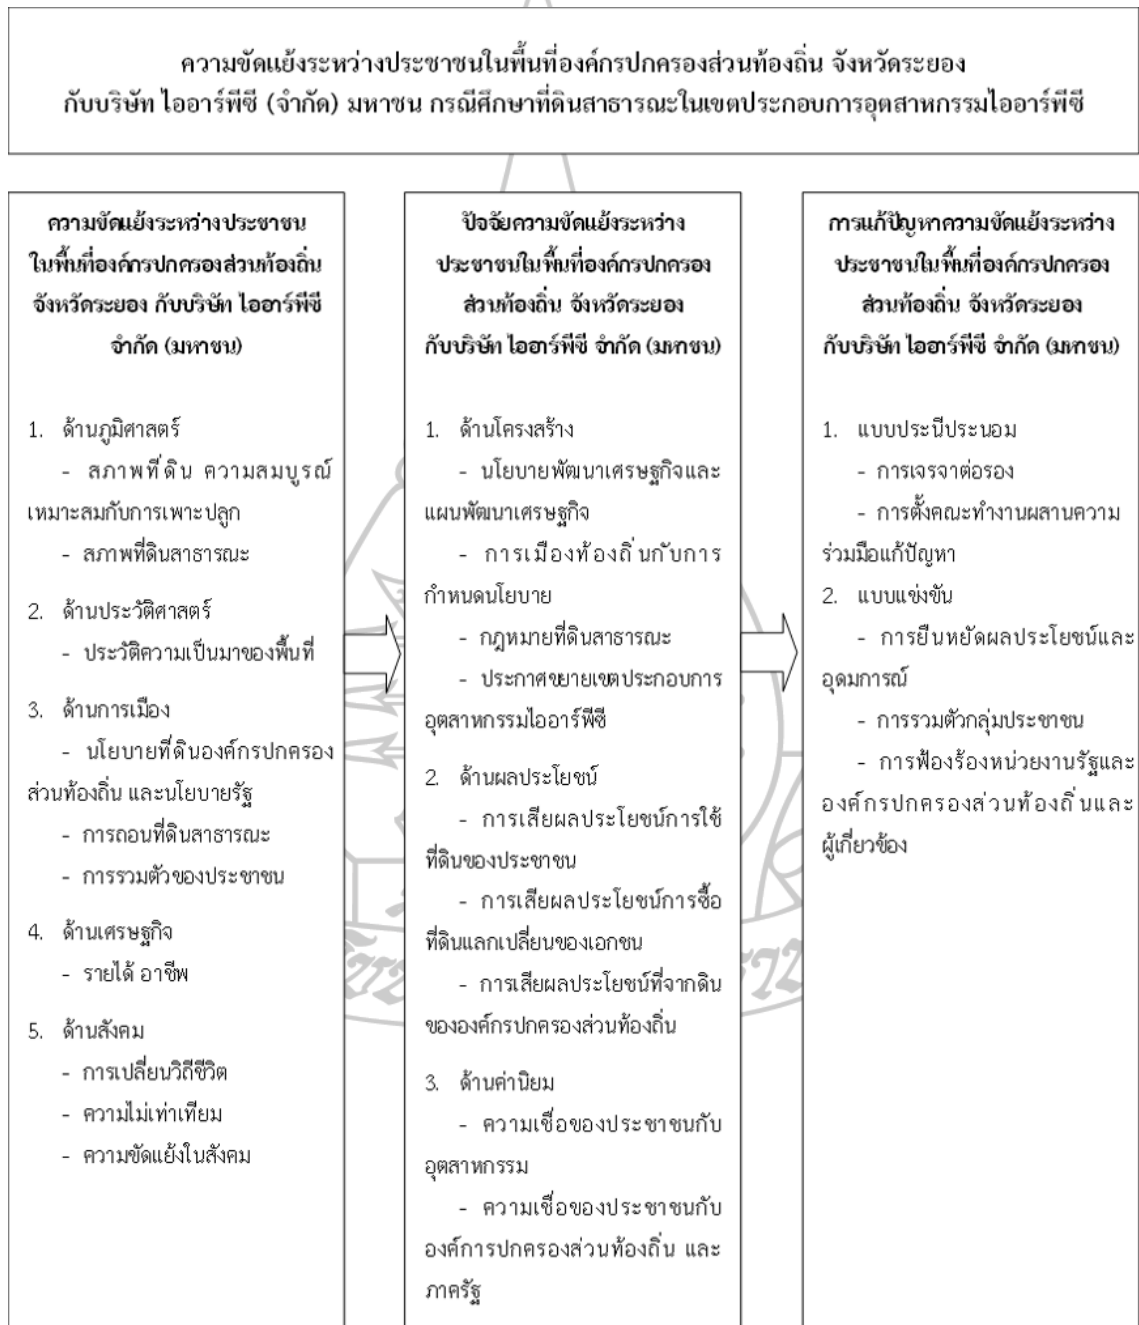 ความขัดแย้งระหว่างประชาชนในพื้นที่องค์กรปกครองส่วนท้องถิ่น จังหวัดระยอง
กับบริษัท ไออาร์พีซี (จำกัด) มหาชน กรณีศึกษาที่ดินสาธารณะในเขตประกอบการอุตสาหกรรมไออาร์พีซี
ความขัดแย้งระหว่างประชาชน
ในพื้นที่องค์กรปกครองส่วนท้องถิ่น
จังหวัดระยอง กับบริษัท ไออาร์พีซี
จำกัด (มหาชน)
1. ด้านภูมิศาสตร์
- สภาพที่ดิน ความสมบูรณ์
เหมาะสมกับการเพาะปลูก
- สภาพที่ดินสาธารณะ
2. ด้านประวัติศาสตร์
- ประวัติความเป็นมาของพื้นที่
3. ด้านการเมือง
- นโยบายที่ดินองค์กรปกครอง
ส่วนท้องถิ่น และนโยบายรัฐ
- การถอนที่ดินสาธารณะ
- การรวมตัวของประชาชน
4. ด้านเศรษฐกิจ
- รายได้ อาชีพ
5. ด้านสังคม
- การเปลี่ยนวิถีชีวิต
- ความไม่เท่าเทียม
- ความขัดแย้งในสังคม
ปัจจัยความขัดแย้งระหว่าง
ประชาชนในพื้นที่องค์กรปกครอง
ส่วนท้องถิ่น จังหวัดระยอง
กับบริษัท ไออาร์พีซี จำกัด (มหาชน)
1. ด้านโครงสร้าง
- นโยบายพัฒนาเศรษฐกิจและ
แผนพัฒนาเศรษฐกิจ
- การเมืองท้องถิ่นกับการ
กำหนดนโยบาย
- กฎหมายที่ดินสาธารณะ
- ประกาศขยายเขตประกอบการ
อุตสาหกรรมไออาร์พีซี
2. ด้านผลประโยชน์
- การเสียผลประโยชน์การใช้
ที่ดินของประชาชน
- การเสียผลประโยชน์การซื้อ
ที่ดินแลกเปลี่ยนของเอกชน
- การเสียผลประโยชน์ที่จากดิน
ขององค์กรปกครองส่วนท้องถิ่น
3. ด้านค่านิยม
- ความเชื่อของประชาชนกับ
อุตสาหกรรม
- ความเชื่อของประชาชนกับ
องค์การปกครองส่วนท้องถิ่น และ
ภาครัฐ
การแก้ปัญหาความขัดแย้งระหว่าง
ประชาชนในพื้นที่องค์กรปกครอง
ส่วนท้องถิ่น จังหวัดระยอง
กับบริษัท ไออาร์พีซี จำกัด (มหาชน)
1. แบบประนีประนอม
- การเจรจาต่อรอง
- การตั้งคณะทำงานผสานความ
ร่วมมือแก้ปัญหา
2. แบบแข่งขัน
- การยืนหยัดผลประโยชน์และ
อุดมการณ์
- การรวมตัวกลุ่มประชาชน
- การฟ้องร้องหน่วยงานรัฐและ
องค์กรปกครองส่วนท้องถิ่นและ
ผู้เกี่ยวข้อง